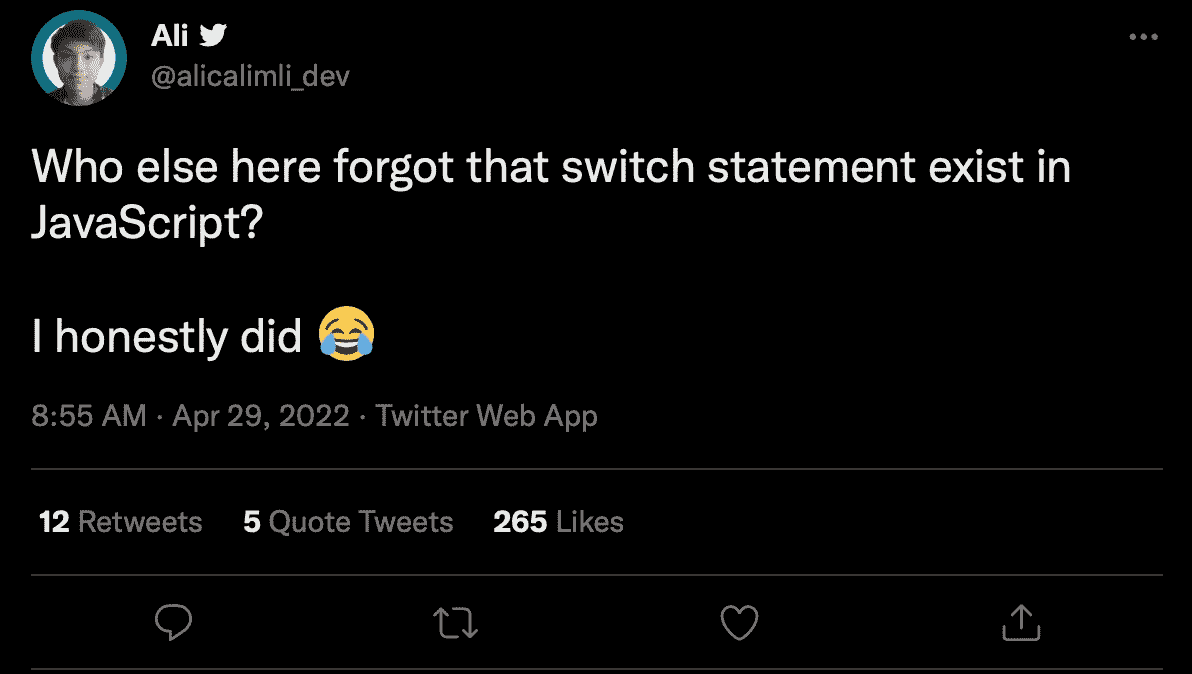 Ali
@alicalimli_dev
Who else here forgot that switch statement exist in
JavaScript?
I honestly did 😂
8:55 AM · Apr 29, 2022 · Twitter Web App
12 Retweets 5 Quote Tweets 265 Likes